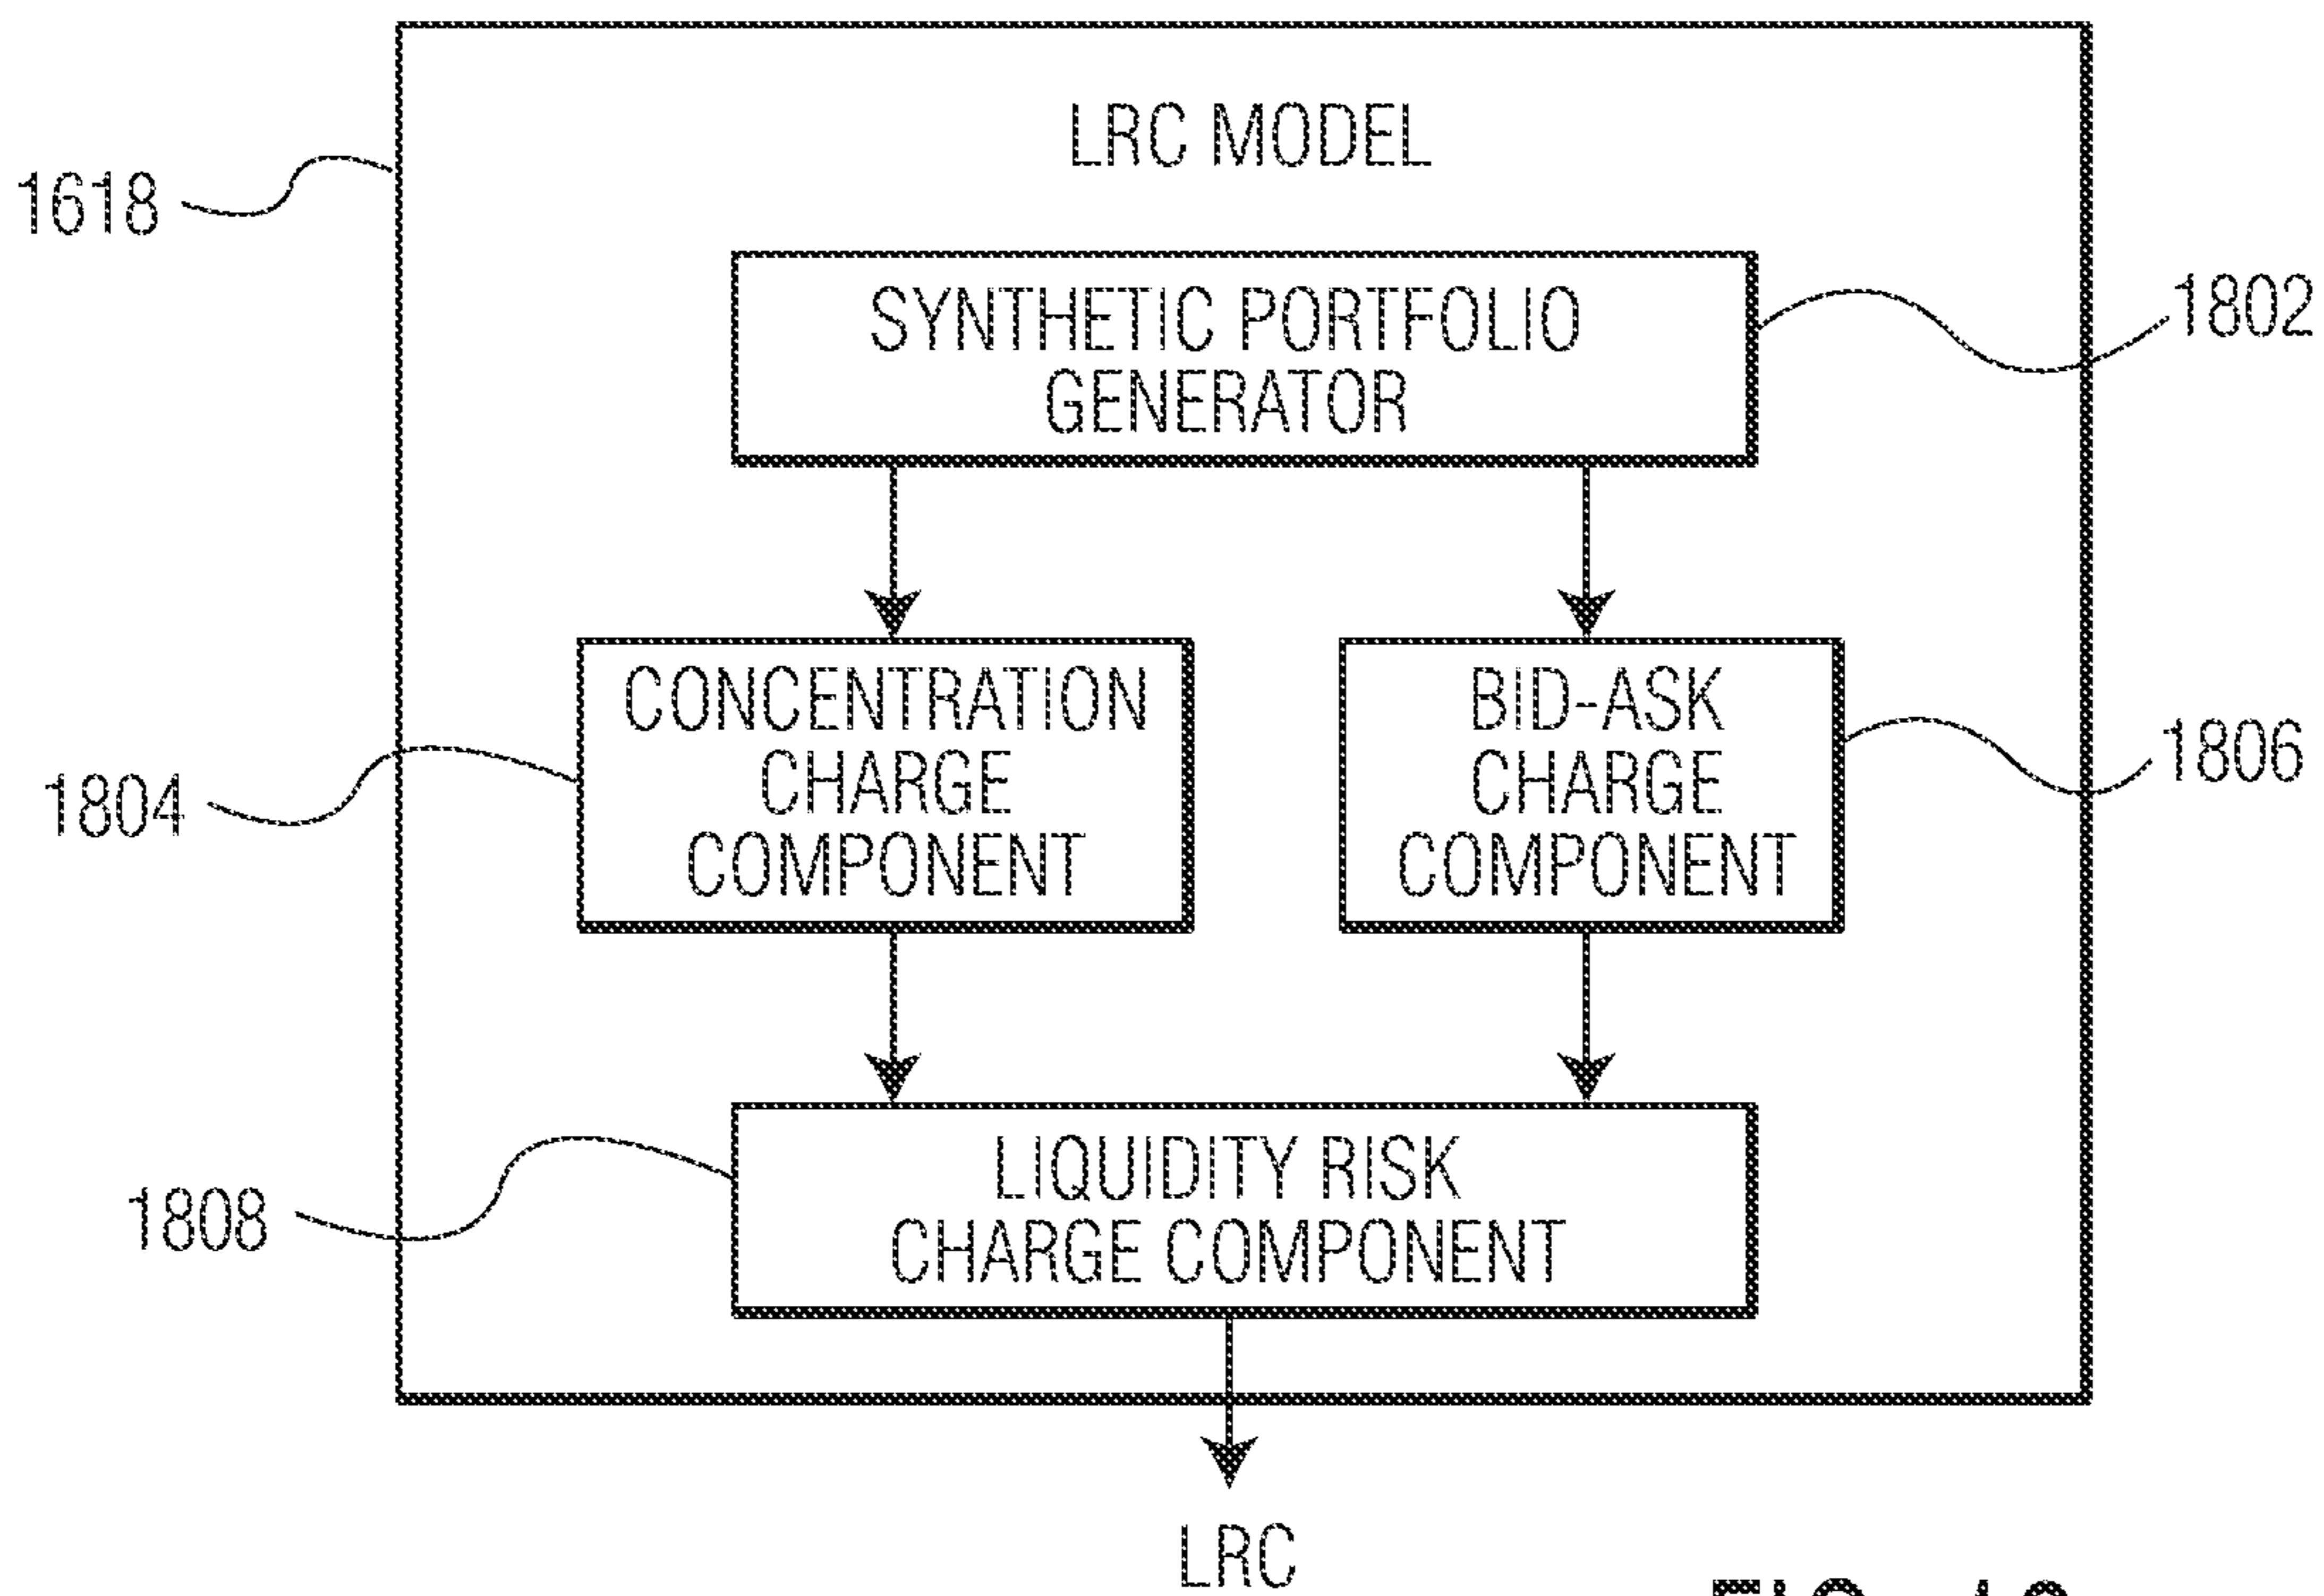 LRC MODEL
1618
SYNTHETIC PORTFOLIO
GENERATOR
1802
CONCENTRATION
CHARGE
COMPONENT
1804
BID-ASK
CHARGE
COMPONENT
1806
LIQUIDITY RISK
CHARGE COMPONENT
1808
LRC